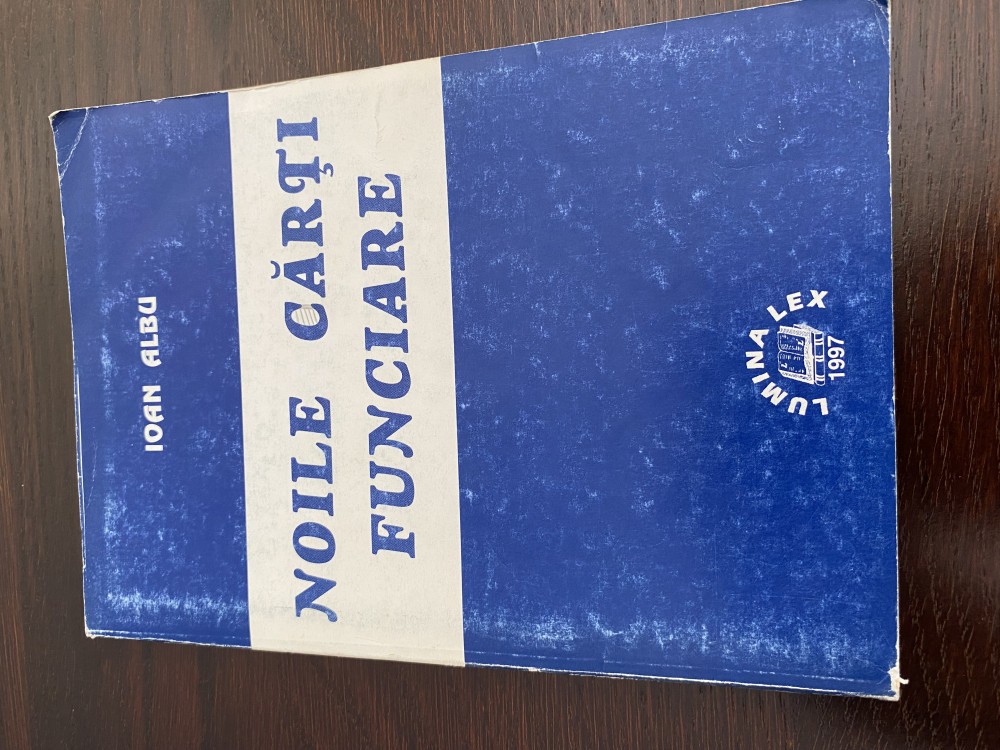 IOAN ALBU
NOILE CĂRȚI
FUNCIARE
LUMINA LEX
1997